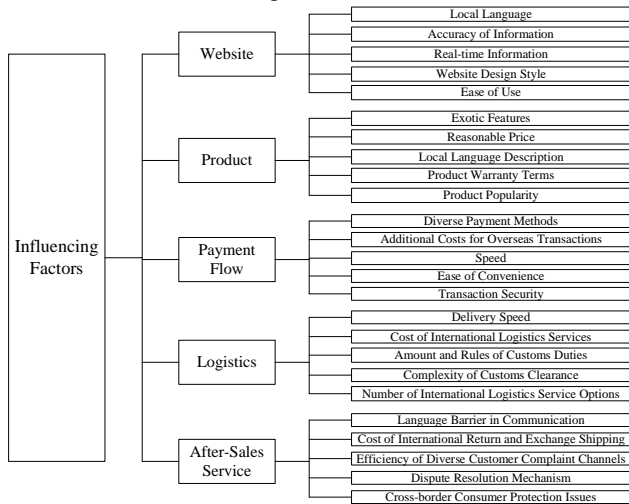 Influencing
Factors
Website
Local Language
Accuracy of Information
Real-time Information
Website Design Style
Ease of Use
Product
Exotic Features
Reasonable Price
Local Language Description
Product Warranty Terms
Product Popularity
Payment
Flow
Diverse Payment Methods
Additional Costs for Overseas Transactions
Speed
Ease of Convenience
Transaction Security
Logistics
Delivery Speed
Cost of International Logistics Services
Amount and Rules of Customs Duties
Complexity of Customs Clearance
Number of International Logistics Service Options
After-Sales
Service
Language Barrier in Communication
Cost of International Return and Exchange Shipping
Efficiency of Diverse Customer Complaint Channels
Dispute Resolution Mechanism
Cross-border Consumer Protection Issues